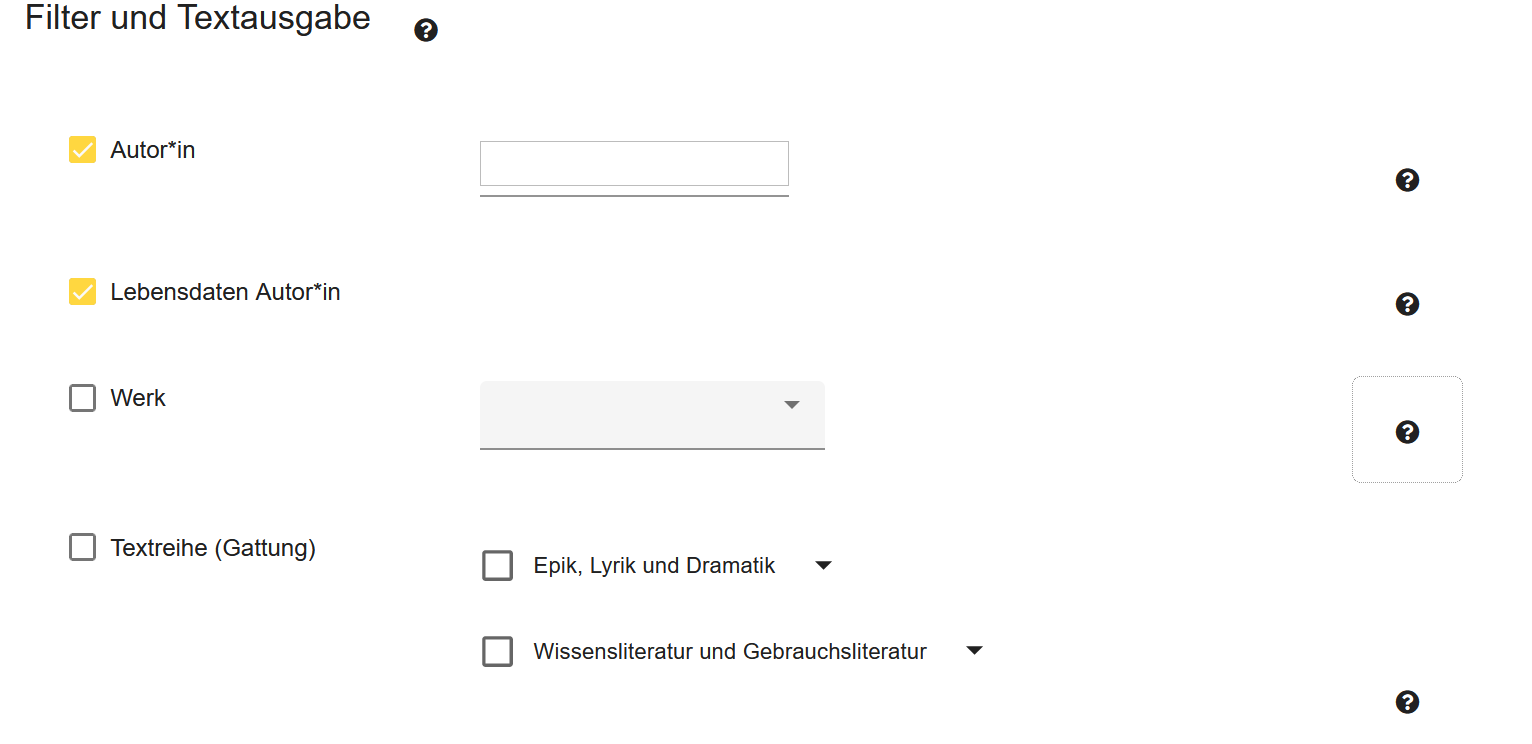 Filter und Textausgabe
Autor*in
Lebensdaten Autor*in
Werk
Textreihe (Gattung)
Epik, Lyrik und Dramatik
Wissensliteratur und Gebrauchsliteratur